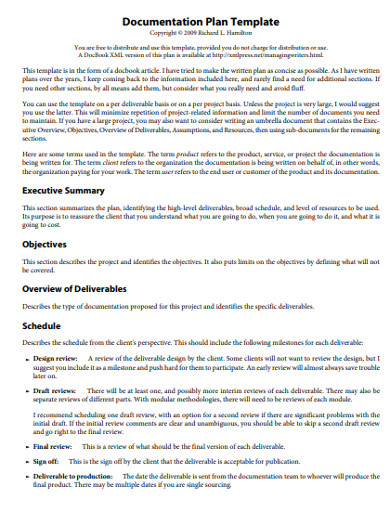 Documentation Plan Template
Copyright © 2009 Richard L. Hamilton
You are free to distribute and use this template, provided you do not charge for distribution or use.
A DocBook XML version of this plan is available at http://xmlpress.net/managingwriters.html.
This template is in the form of a docbook article. I have tried to make the written plan as concise as possible. As I have written
plans over the years, I keep coming back to the information included here, and rarely find a need for additional sections. If
you need other sections, by all means add them, but consider what you really need and avoid fluff.
You can use the template on a per deliverable basis or on a per project basis. Unless the project is very large, I would suggest
you use the latter. This will minimize repetition of project-related information and limit the number of documents you need
to maintain. If you have a large project, you may also want to consider writing an umbrella document that contains the Exec-
utive Overview, Objectives, Overview of Deliverables, Assumptions, and Resources, then using sub-documents for the remaining
sections.
Here are some terms used in the template. The term product refers to the product, service, or project the documentation is
being written for. The term client refers to the organization the documentation is being written on behalf of, in other words,
the organization paying for your work. The term user refers to the end user or customer of the product and its documentation.
Executive Summary
This section summarizes the plan, identifying the high-level deliverables, broad schedule, and level of resources to be used.
Its purpose is to reassure the client that you understand what you are going to do, when you are going to do it, and what it is
going to cost.
Objectives
This section describes the project and identifies the objectives. It also puts limits on the objectives by defining what will not
be covered.
Overview of Deliverables
Describes the type of documentation proposed for this project and identifies the specific deliverables.
Schedule
Describes the schedule from the client's perspective. This should include the following milestones for each deliverable:
► Design review: A review of the deliverable design by the client. Some clients will not want to review the design, but I
suggest you include it as a milestone and push hard for them to participate. An early review will almost always save trouble
later on.
► Draft reviews: There will be at least one, and possibly more interim reviews of each deliverable. There may also be
separate reviews of different parts. With modular methodologies, there will need to be reviews of each module.
I recommend scheduling one draft review, with an option for a second review if there are significant problems with the
initial draft. If the initial review comments are clear and unambiguous, you should be able to skip a second draft review
and go right to the final review.
► Final review: This is a review of what should be the final version of each deliverable.
► Sign off: This is the sign off by the client that the deliverable is acceptable for publication.
► Deliverable to production: The date the deliverable is sent from the documentation team to whoever will produce the
final product. There may be multiple dates if you are single sourcing.